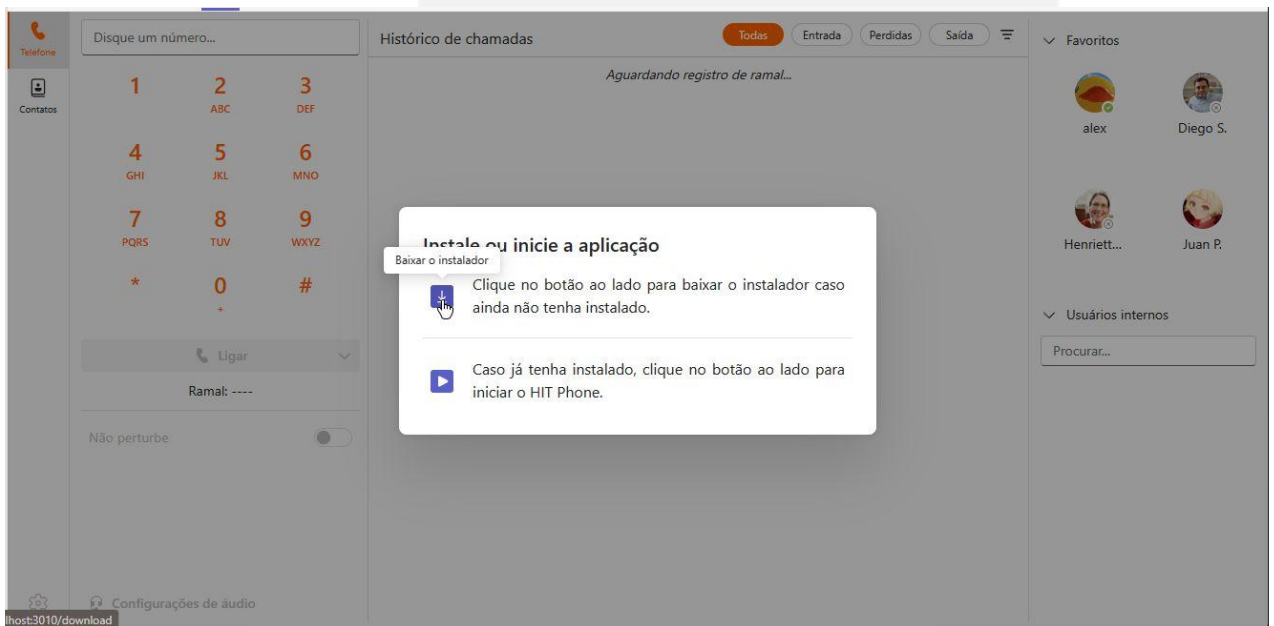 Telefone
Contatos
Disque um número...
1
2
ABC
3
DEF
4
GHI
5
JKL
6
MNO
7
PQRS
8
TUV
9
WXYZ
*
0
+
#
Ligar
Ramal: ----
Não perturbe
Configurações de áudio
lhost:3010/download
Histórico de chamadas
Todas
Entrada
Perdidas
Saída
Aguardando registro de ramal...
Instale ou inicie a aplicação
Baixar o instalador
Clique no botão ao lado para baixar o instalador caso
ainda não tenha instalado.
Caso já tenha instalado, clique no botão ao lado para
iniciar o HIT Phone.
Favoritos
alex
Diego S.
Henriett...
Juan P.
Usuários internos
Procurar...